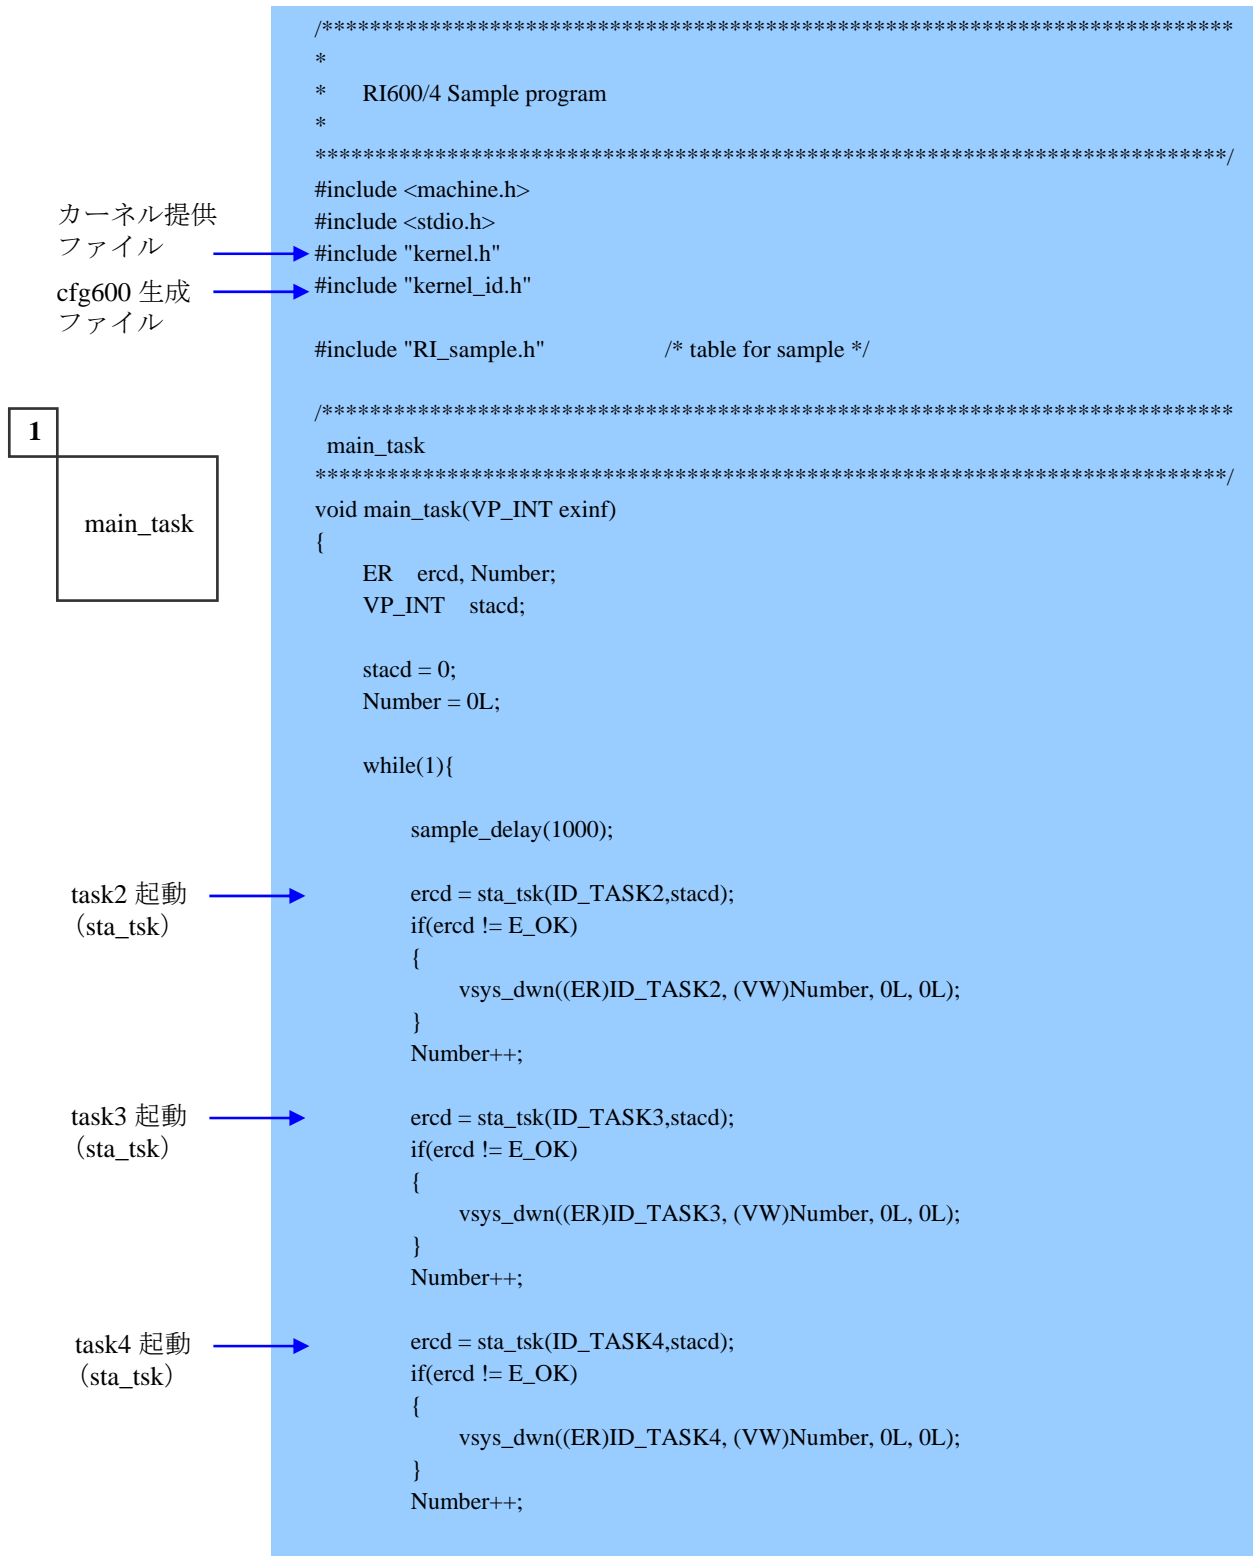 /****************************************************************************
*
*    RI600/4 Sample program
*
****************************************************************************/
#include <machine.h>
#include <stdio.h>
カーネル提供
ファイル
#include "kernel.h"
cfg600 生成
ファイル
#include "kernel_id.h"
#include "RI_sample.h"    /* table for sample */
/****************************************************************************
1
main_task
****************************************************************************/
main_task
void main_task(VP_INT exinf)
{
ER    ercd, Number;
VP_INT    stacd;
stacd = 0;
Number = 0L;
while(1){
sample_delay(1000);
task2 起動
（sta_tsk）
ercd = sta_tsk(ID_TASK2,stacd);
if(ercd != E_OK)
{
vsys_dwn((ER)ID_TASK2, (VW)Number, 0L, 0L);
}
Number++;
task3 起動
（sta_tsk）
ercd = sta_tsk(ID_TASK3,stacd);
if(ercd != E_OK)
{
vsys_dwn((ER)ID_TASK3, (VW)Number, 0L, 0L);
}
Number++;
task4 起動
（sta_tsk）
ercd = sta_tsk(ID_TASK4,stacd);
if(ercd != E_OK)
{
vsys_dwn((ER)ID_TASK4, (VW)Number, 0L, 0L);
}
Number++;